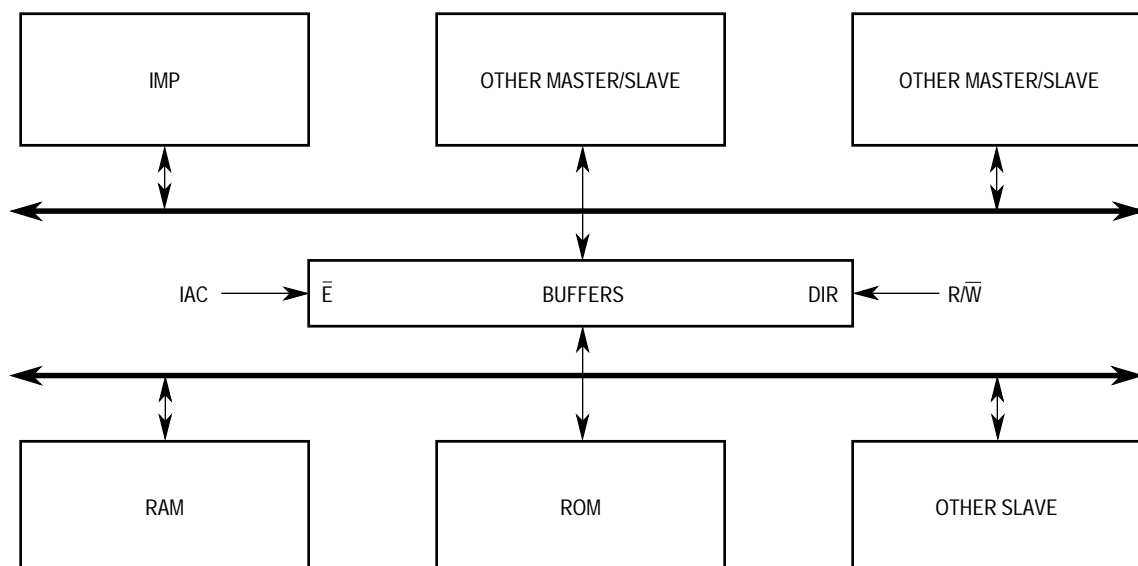 IMP
OTHER MASTER/SLAVE
OTHER MASTER/SLAVE
IAC
E̅
BUFFERS
DIR
R/W̅
RAM
ROM
OTHER SLAVE